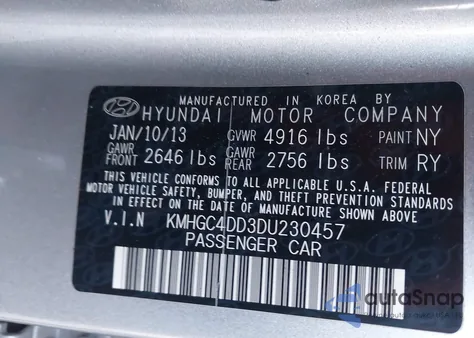 MANUFACTURED IN KOREA BY
HYUNDAI MOTOR COMPANY
JAN/10/13 GVWR 4916 lbs PAINT NY
GAWR FRONT 2646 lbs GAWR REAR 2756 lbs TRIM RY
THIS VEHICLE CONFORMS TO ALL APPLICABLE U.S.A. FEDERAL
MOTOR VEHICLE SAFETY, BUMPER, AND THEFT PREVENTION STANDARDS
IN EFFECT ON THE DATE OF MANUFACTURE SHOWN ABOVE
V.I.N KMHGC4DD3DU230457
PASSENGER CAR
autoSnap